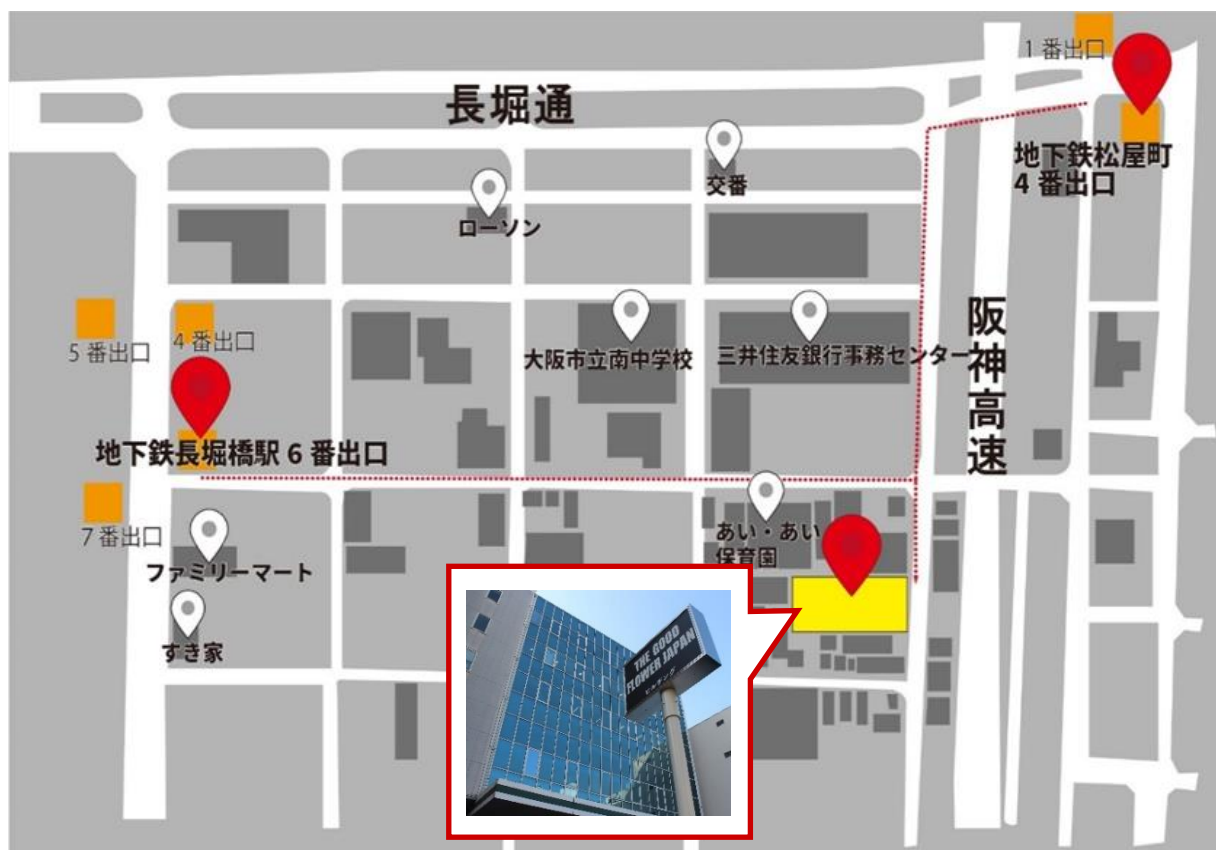 1 番出口
長堀通
地下鉄松屋町
4 番出口
交番
ローソン
5 番出口
4 番出口
大阪市立南中学校
三井住友銀行事務センター
阪神高速
地下鉄長堀橋駅 6 番出口
7 番出口
ファミリーマート
すき家
あい・あい
保育園
THE GOOD
FLOWER JAPAN